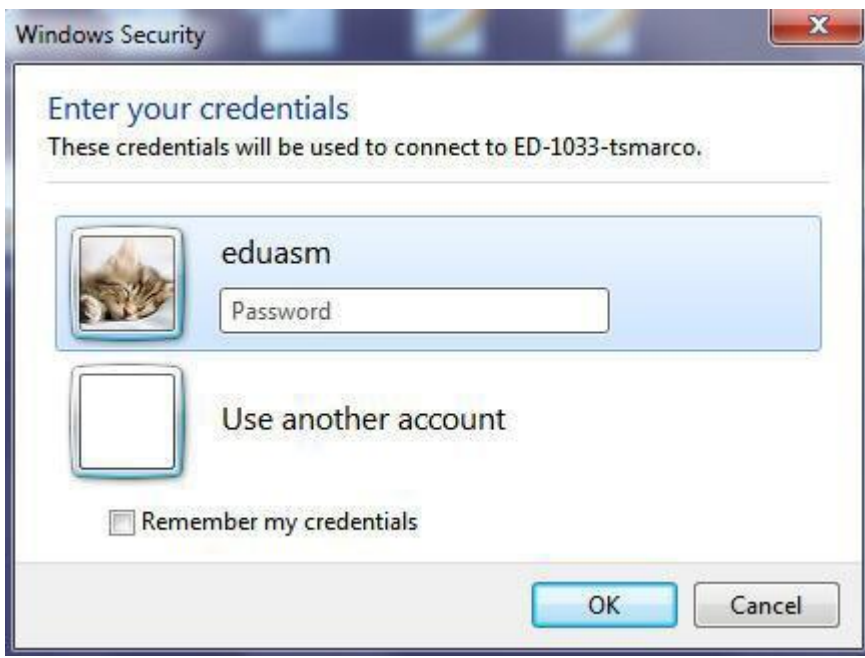 Windows Security
Enter your credentials
These credentials will be used to connect to ED-1033-tsmarco.
eduasm
Password
Use another account
Remember my credentials
OK
Cancel